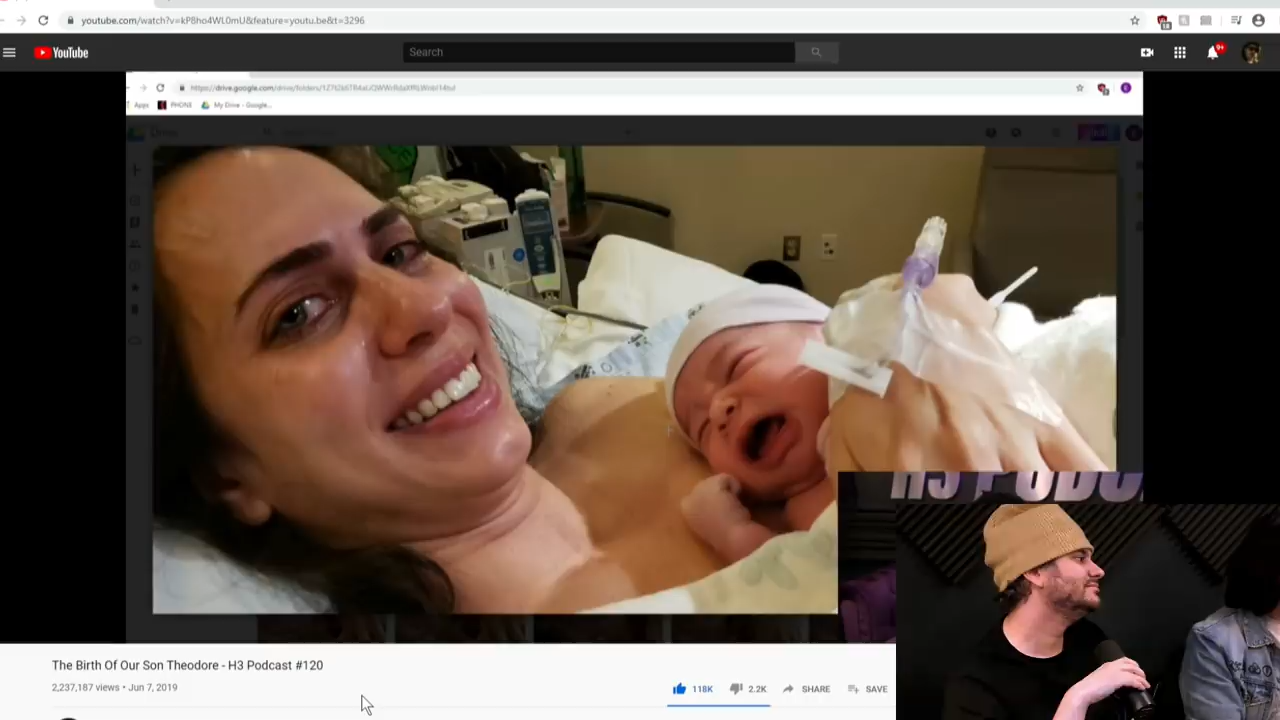 youtube.com/watch?v=kP8ho4WL0mU&feature=youtu.be&t=3296
YouTube
Search
9+
Apps
PHONE
My Drive - Google...
Drive
H3 PODC
The Birth Of Our Son Theodore - H3 Podcast #120
2,237,187 views • Jun 7, 2019
118K
2.2K
SHARE
SAVE